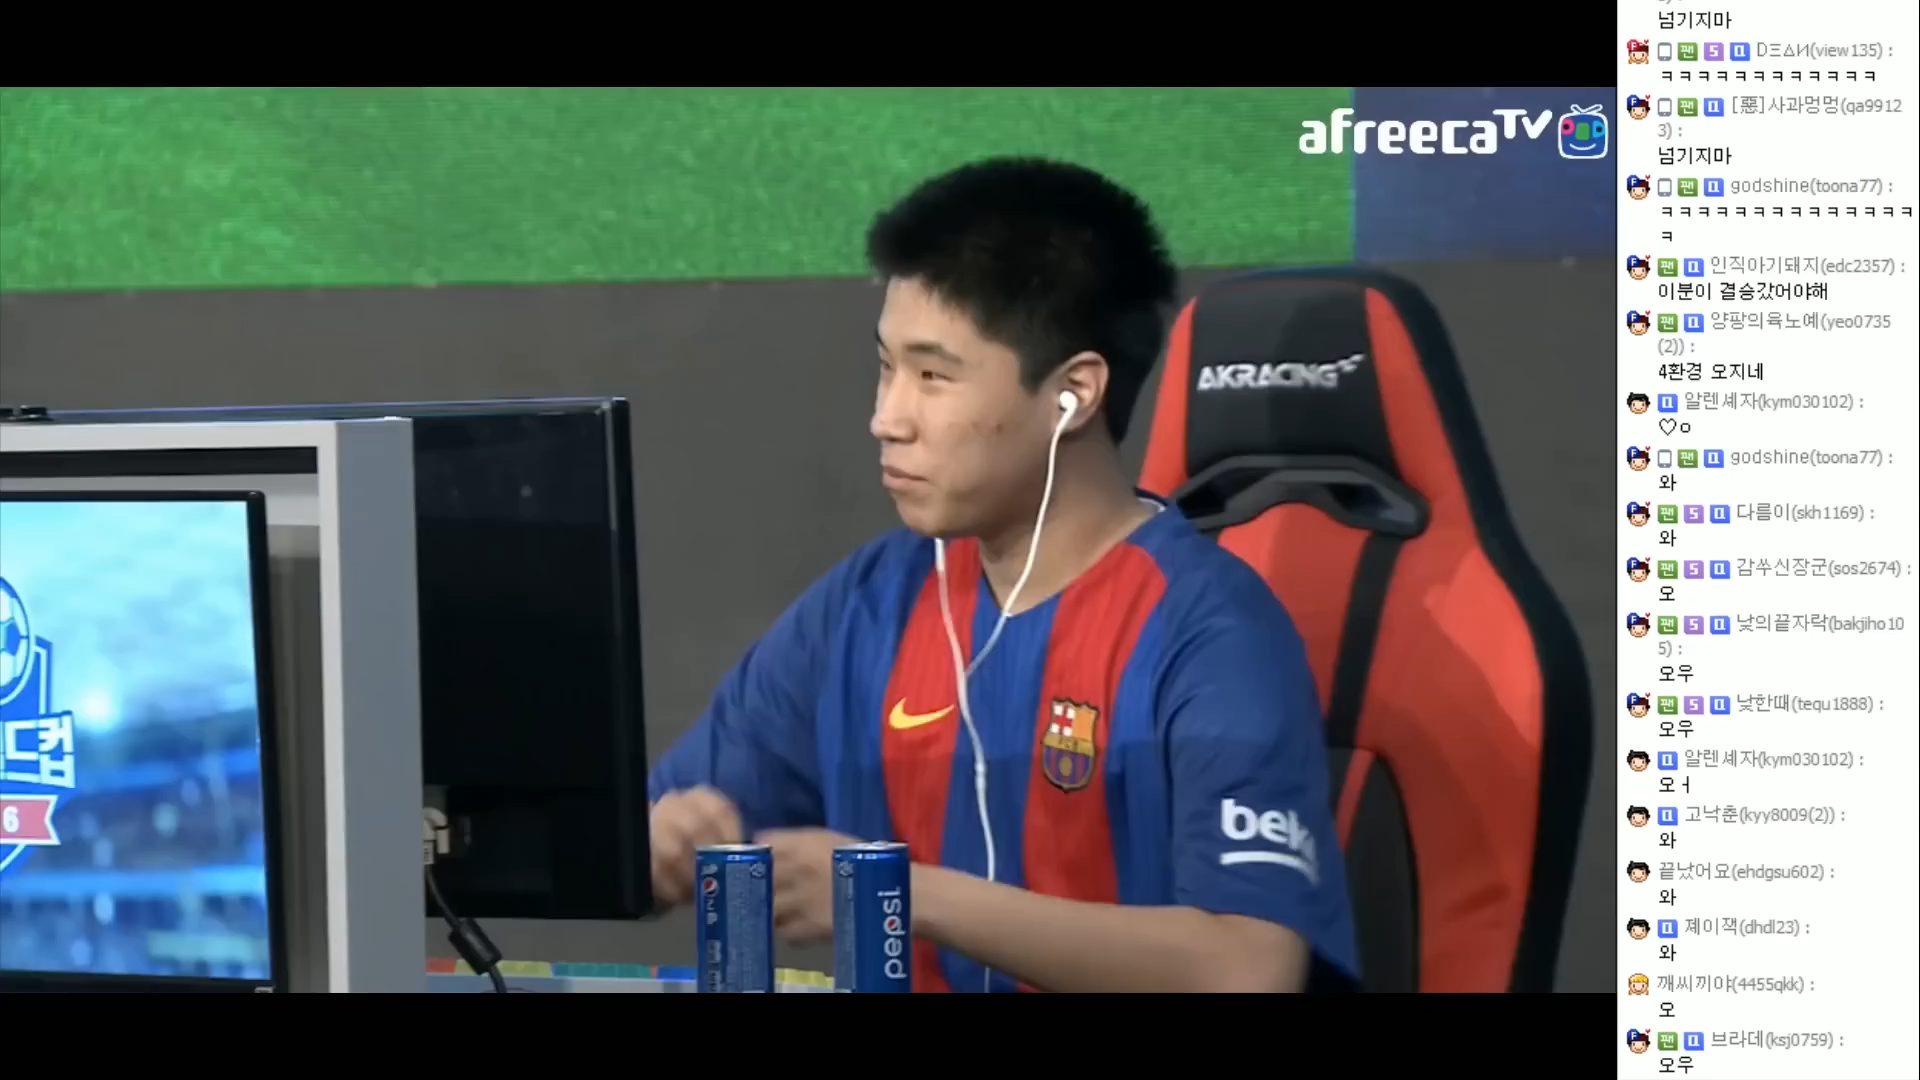 afreecaTV
AKRACING
beko
pepsi
드컵
6
넘기지마
DΞΔИ(view135) :
ㅋㅋㅋㅋㅋㅋㅋㅋㅋㅋㅋㅋ
[惡]사과멍멍(qa9912
3) :
넘기지마
godshine(toona77) :
ㅋㅋㅋㅋㅋㅋㅋㅋㅋㅋㅋㅋㅋㅋ
ㅋ
인직아기돼지(edc2357) :
이분이 결승갔어야해
양팡의육노예(yeo0735
(2)) :
4환경 오지네
알렌셰자(kym030102) :
♡ㅇ
godshine(toona77) :
와
다름이(skh1169) :
와
감쑤신장군(sos2674) :
오
낮의끝자락(bakjiho10
5) :
오우
낮한때(tequ1888) :
오우
알렌셰자(kym030102) :
오ㅓ
고낙춘(kyy8009(2)) :
와
끝났어요(ehdgsu602) :
와
졔이잭(dhdl23) :
와
깨씨끼야(4455qkk) :
오
브라데(ksj0759) :
오우